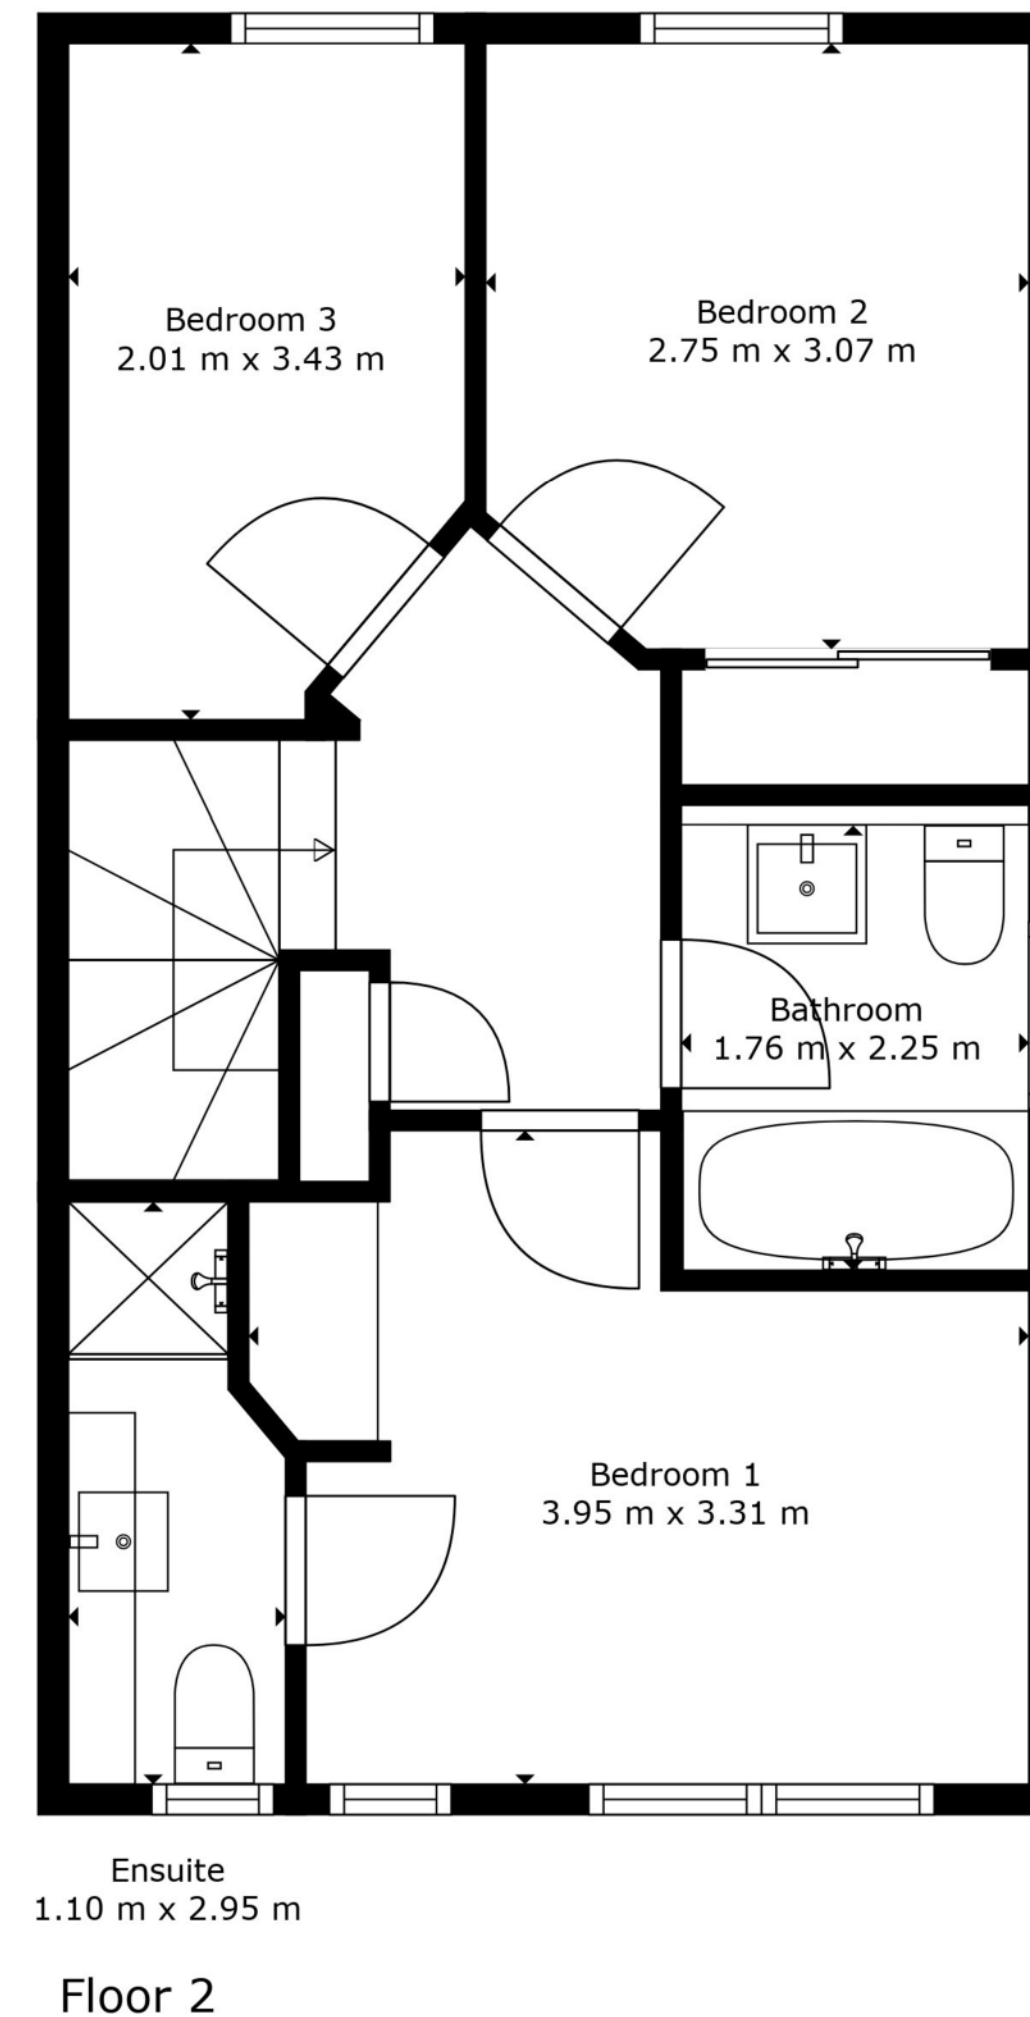 Bedroom 3
2.01 m x 3.43 m
Bedroom 2
2.75 m x 3.07 m
Bathroom
1.76 m x 2.25 m
Bedroom 1
3.95 m x 3.31 m
Ensuite
1.10 m x 2.95 m
Floor 2